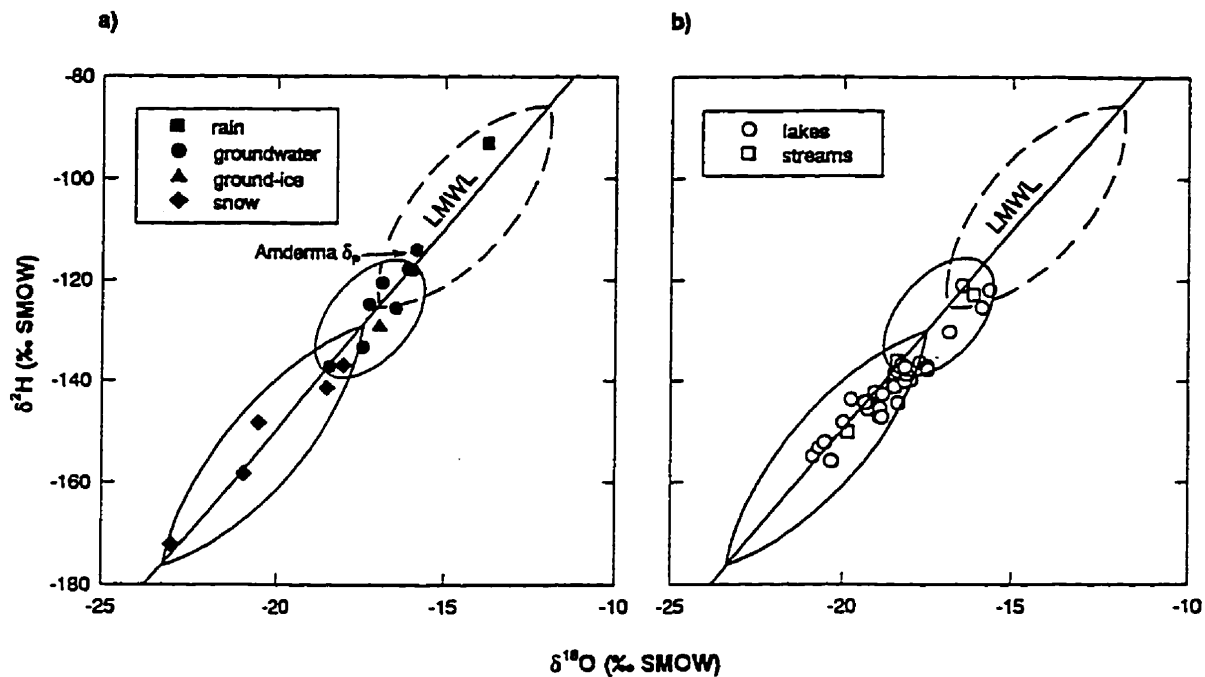 a)
-80
-100
-120
-140
-160
-180
-25
-20
-15
-10
δ²H (‰ SMOW)
rain
groundwater
ground-ice
snow
LMWL
Amderma δP
b)
lakes
streams
LMWL
-25
-20
-15
-10
δ¹⁸O (‰ SMOW)